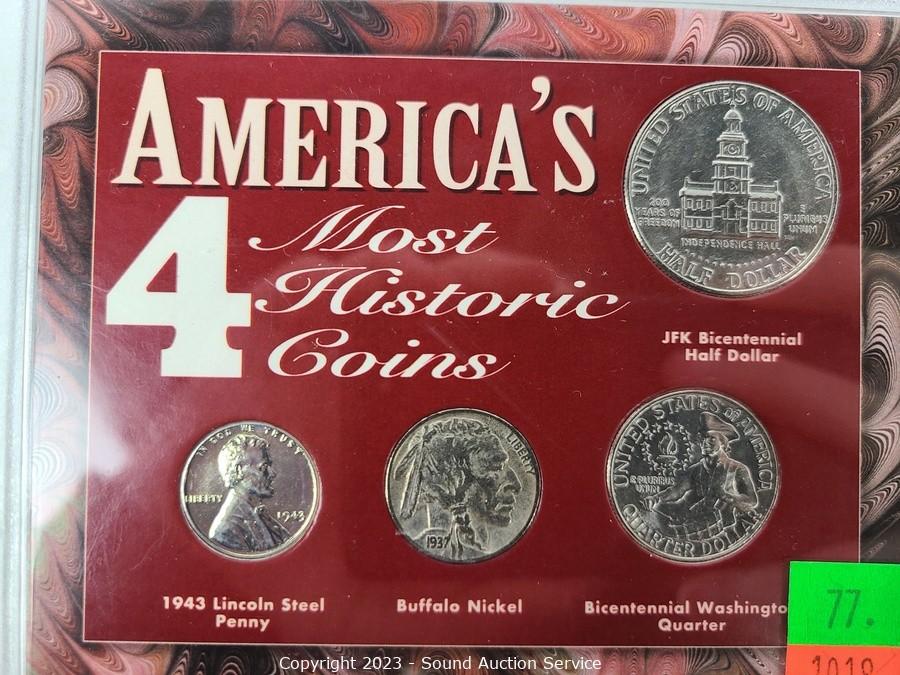 AMERICA'S
4
Most
Historic
Coins
UNITED STATES OF AMERICA
200
YEARS OF
FREEDOM
E
PLURIBUS
UNUM
INDEPENDENCE HALL
HALF DOLLAR
JFK Bicentennial
Half Dollar
IN GOD WE TRUST
LIBERTY
1943
1943 Lincoln Steel
Penny
LIBERTY
1937
Buffalo Nickel
UNITED STATES OF AMERICA
E PLURIBUS
UNUM
QUARTER DOLLAR
Bicentennial Washingto
Quarter
77.
1019
Copyright 2023 - Sound Auction Service